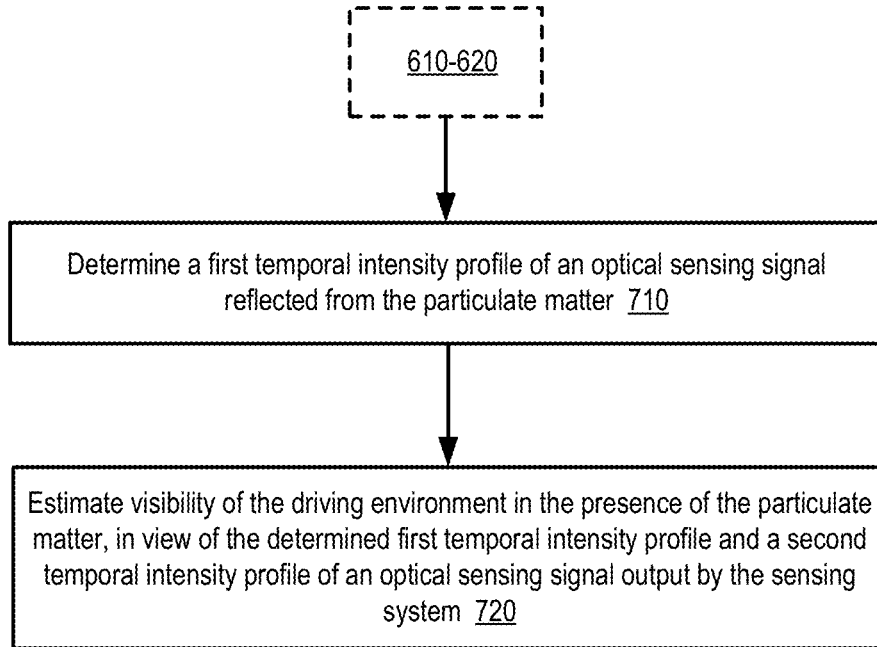 610-620
Determine a first temporal intensity profile of an optical sensing signal
reflected from the particulate matter 710
Estimate visibility of the driving environment in the presence of the particulate
matter, in view of the determined first temporal intensity profile and a second
temporal intensity profile of an optical sensing signal output by the sensing
system 720